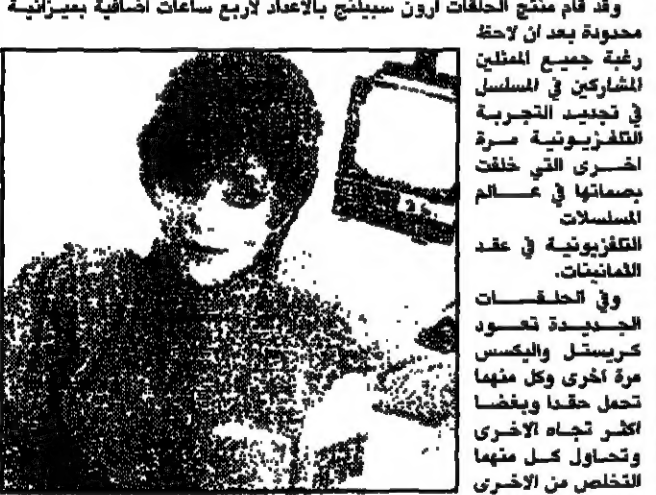 وقد قام منتج الحلقات ارون سبيلنج بالاعداد لاربع ساعات اضافية بميزانية
محدودة بعد ان لاحظ
رغبة جميع الممثلين
المشاركين في المسلسل
في تجديد التجربة
التلفزيونية مرة
اخرى التي خلفت
بصماتها في عالم
المسلسلات
التلفزيونية في عقد
الثمانينات.
وفي الحلقات
الجديدة تعود
كريستل واليكسس
مرة اخرى وكل منهما
تحمل حقدا وبغضا
اكثر تجاه الاخرى
وتحاول كل منهما
التخلص من الاخرى